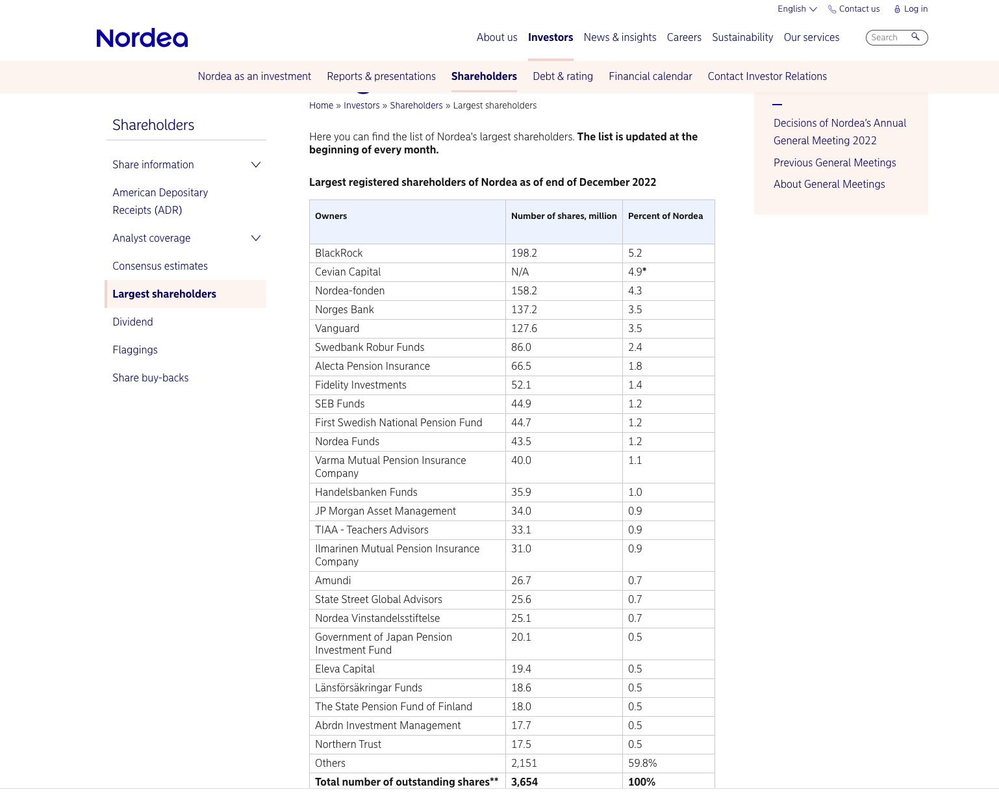 English
Contact us
Log in
Nordea
About us
Investors
News & insights
Careers
Sustainability
Our services
Search
Nordea as an investment
Reports & presentations
Shareholders
Debt & rating
Financial calendar
Contact Investor Relations
Home » Investors » Shareholders » Largest shareholders
Shareholders
Share information
American Depositary
Receipts (ADR)
Analyst coverage
Consensus estimates
Largest shareholders
Dividend
Flaggings
Share buy-backs
Here you can find the list of Nordea's largest shareholders. The list is updated at the
beginning of every month.
Largest registered shareholders of Nordea as of end of December 2022
Owners Number of shares, million Percent of Nordea
BlackRock 198.2 5.2
Cevian Capital N/A 4.9*
Nordea-fonden 158.2 4.3
Norges Bank 137.2 3.5
Vanguard 127.6 3.5
Swedbank Robur Funds 86.0 2.4
Alecta Pension Insurance 66.5 1.8
Fidelity Investments 52.1 1.4
SEB Funds 44.9 1.2
First Swedish National Pension Fund 44.7 1.2
Nordea Funds 43.5 1.2
Varma Mutual Pension Insurance 40.0 1.1
Company
Handelsbanken Funds 35.9 1.0
JP Morgan Asset Management 34.0 0.9
TIAA - Teachers Advisors 33.1 0.9
Ilmarinen Mutual Pension Insurance 31.0 0.9
Company
Amundi 26.7 0.7
State Street Global Advisors 25.6 0.7
Nordea Vinstandelsstiftelse 25.1 0.7
Government of Japan Pension 20.1 0.5
Investment Fund
Eleva Capital 19.4 0.5
Länsförsäkringar Funds 18.6 0.5
The State Pension Fund of Finland 18.0 0.5
Abrdn Investment Management 17.7 0.5
Northern Trust 17.5 0.5
Others 2,151 59.8%
Total number of outstanding shares** 3,654 100%
Decisions of Nordea’s Annual
General Meeting 2022
Previous General Meetings
About General Meetings